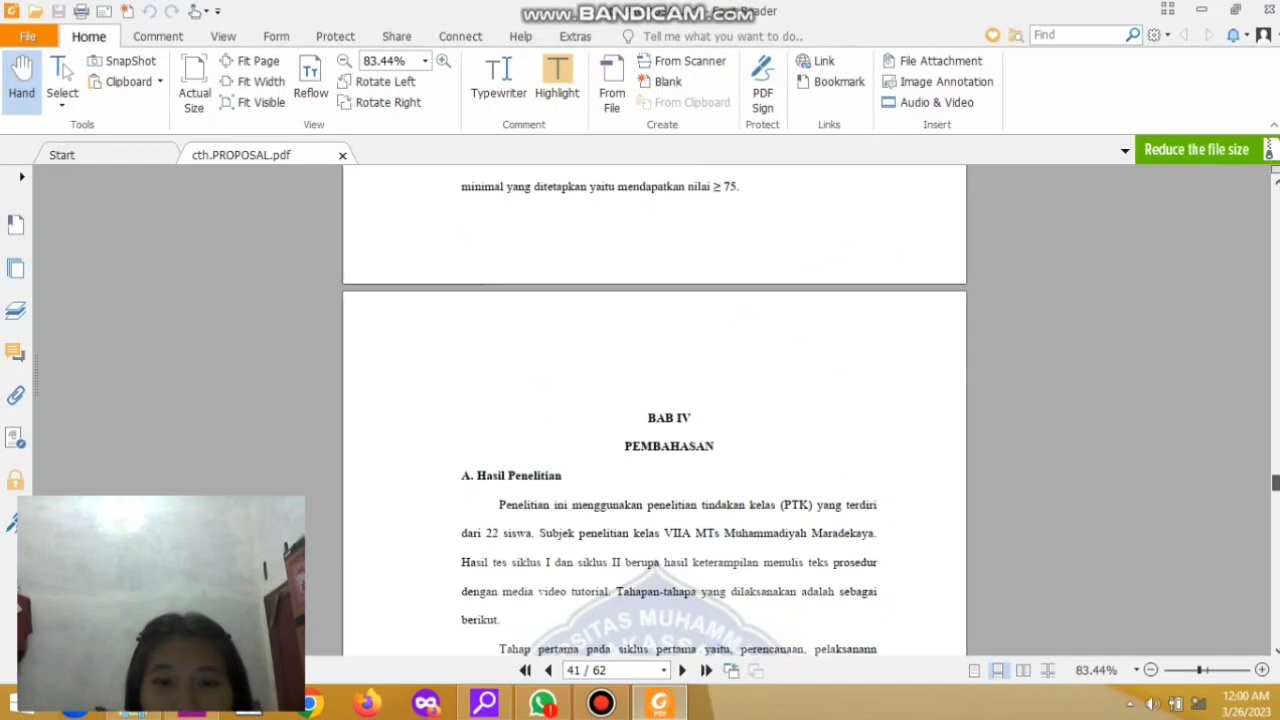 www.BANDICAM.com
Reader
File Home Comment View Form Protect Share Connect Help Extras Tell me what you want to do.. Find
Hand
Select
SnapShot
Clipboard
Tools
Actual Size
Fit Page
Fit Width
Fit Visible
Reflow
83.44%
Rotate Left
Rotate Right
View
Typewriter
Highlight
Comment
From File
From Scanner
Blank
From Clipboard
Create
PDF Sign
Protect
Link
Bookmark
Links
File Attachment
Image Annotation
Audio & Video
Insert
Start
cth.PROPOSAL.pdf
Reduce the file size
minimal yang ditetapkan yaitu mendapatkan nilai ≥ 75.
BAB IV
PEMBAHASAN
A. Hasil Penelitian
Penelitian ini menggunakan penelitian tindakan kelas (PTK) yang terdiri
dari 22 siswa. Subjek penelitian kelas VIIA MTs Muhammadiyah Maradekaya.
Hasil tes siklus I dan siklus II berupa hasil keterampilan menulis teks prosedur
dengan media video tutorial. Tahapan-tahapa yang dilaksanakan adalah sebagai
berikut.
Tahap pertama pada siklus pertama yaitu, perencanaan, pelaksanann
41 / 62
83.44%
12:00 AM
3/26/2023